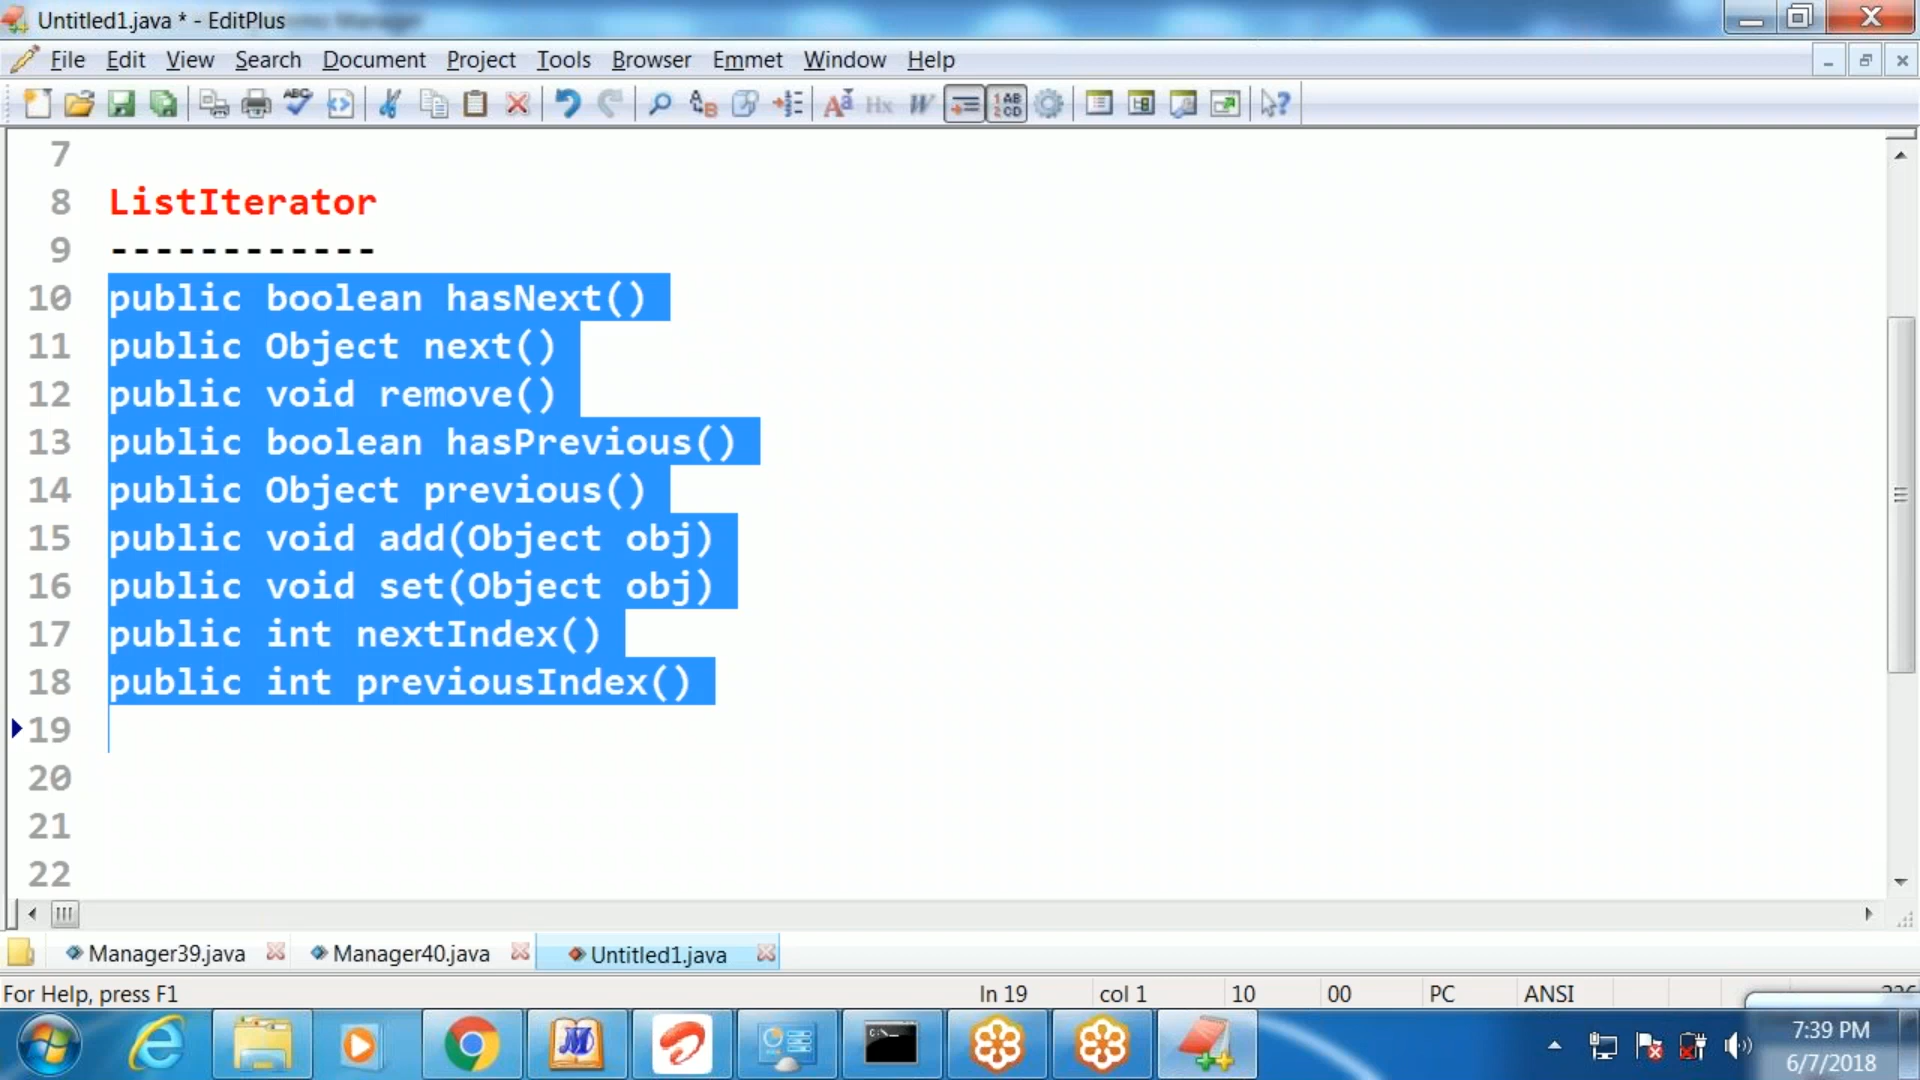 Untitled1.java * - EditPlus
File Edit View Search Document Project Tools Browser Emmet Window Help
7
8 ListIterator
9 ------------
10 public boolean hasNext()
11 public Object next()
12 public void remove()
13 public boolean hasPrevious()
14 public Object previous()
15 public void add(Object obj)
16 public void set(Object obj)
17 public int nextIndex()
18 public int previousIndex()
19
20
21
22
Manager39.java Manager40.java Untitled1.java
For Help, press F1 ln 19 col 1 10 00 PC ANSI
7:39 PM
6/7/2018